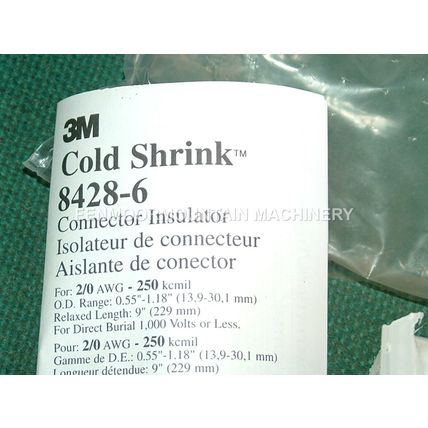 3M
Cold Shrink™
8428-6
Connector Insulator
Isolateur de connecteur
Aislante de conector
For: 2/0 AWG - 250 kcmil
O.D. Range: 0.55"-1.18" (13,9-30,1 mm)
Relaxed Length: 9" (229 mm)
For Direct Burial 1,000 Volts or Less.
Pour: 2/0 AWG - 250 kcmil
Gamme de D.E.: 0.55"-1.18" (13,9-30,1 mm)
Longueur détendue: 9" (229 mm)
MOUNTAIN MACHINERY